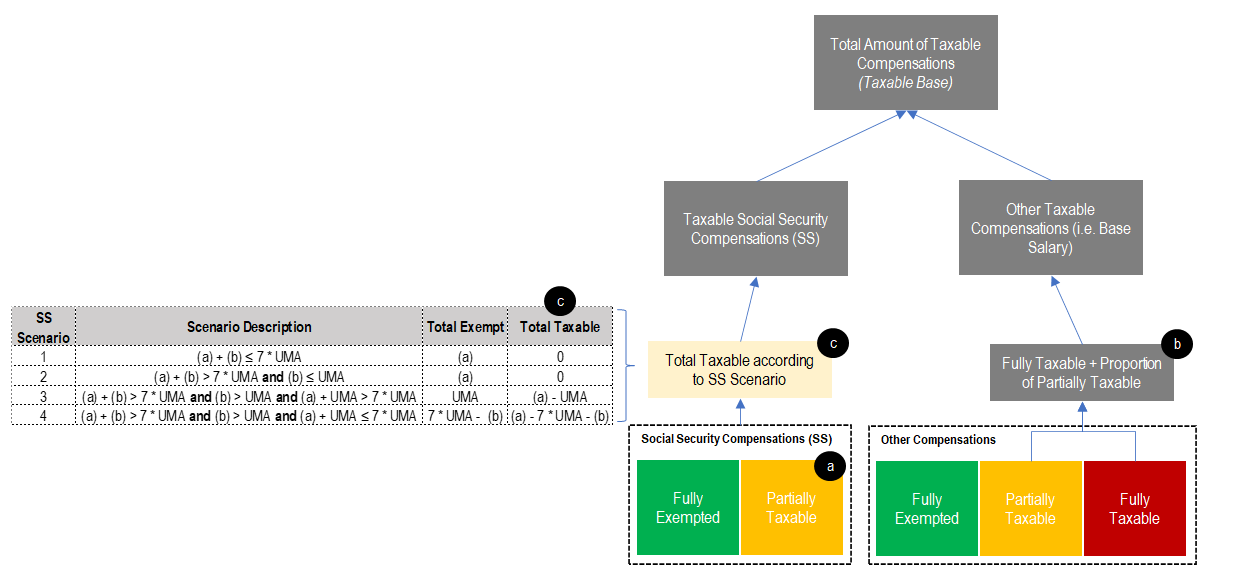 Total Amount of Taxable
Compensations
(Taxable Base)
Taxable Social Security
Compensations (SS)
Other Taxable
Compensations (i.e. Base
Salary)
c
SS
Scenario
Scenario Description
Total Exempt
Total Taxable
1
(a) + (b) ≤ 7 * UMA
(a)
0
2
(a) + (b) > 7 * UMA and (b) ≤ UMA
(a)
0
3
(a) + (b) > 7 * UMA and (b) > UMA and (a) + UMA > 7 * UMA
UMA
(a) - UMA
4
(a) + (b) > 7 * UMA and (b) > UMA and (a) + UMA ≤ 7 * UMA
7 * UMA - (b)
(a) - 7 * UMA - (b)
Total Taxable according
to SS Scenario
c
Fully Taxable + Proportion
of Partially Taxable
b
Social Security Compensations (SS)
Fully
Exempted
Partially
Taxable
a
Other Compensations
Fully
Exempted
Partially
Taxable
Fully
Taxable